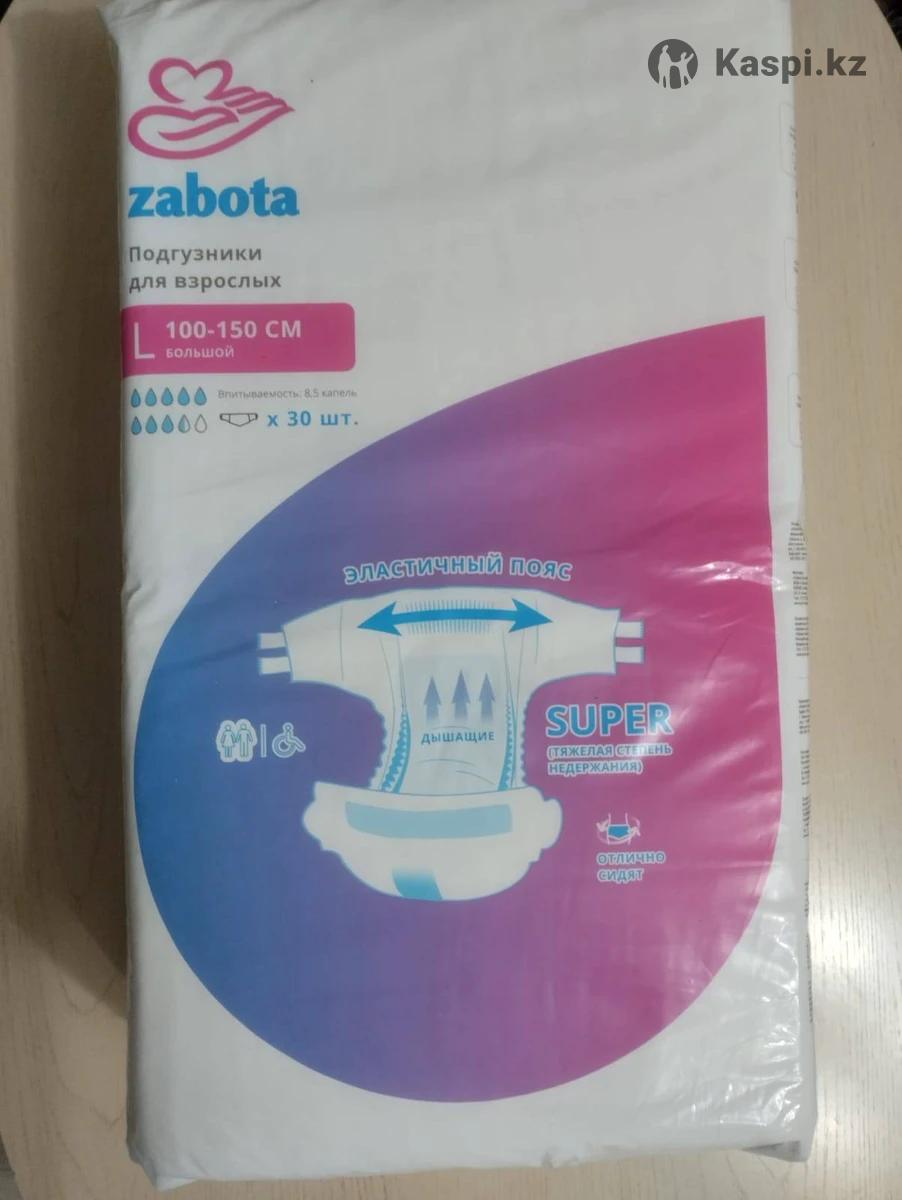 Kaspi.kz
zabota
Подгузники
для взрослых
L 100-150 СМ
БОЛЬШОЙ
Впитываемость: 8,5 капель
x 30 шт.
ЭЛАСТИЧНЫЙ ПОЯС
ДЫШАЩИЕ
SUPER
(ТЯЖЕЛАЯ СТЕПЕНЬ
НЕДЕРЖАНИЯ)
ОТЛИЧНО
СИДЯТ